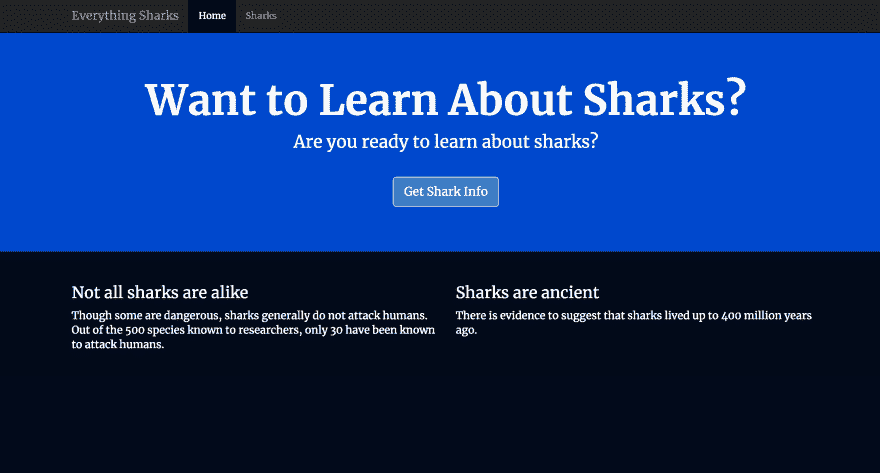 Everything Sharks Home Sharks
Want to Learn About Sharks?
Are you ready to learn about sharks?
Get Shark Info
Not all sharks are alike
Though some are dangerous, sharks generally do not attack humans.
Out of the 500 species known to researchers, only 30 have been known
to attack humans.
Sharks are ancient
There is evidence to suggest that sharks lived up to 400 million years
ago.